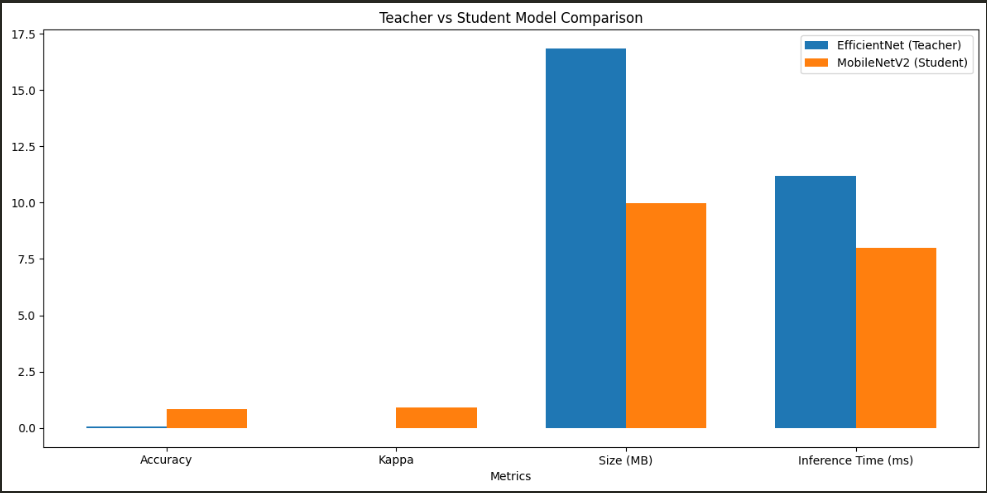 Teacher vs Student Model Comparison
17.5
15.0
12.5
10.0
7.5
5.0
2.5
0.0
EfficientNet (Teacher)
MobileNetV2 (Student)
Accuracy
Kappa
Size (MB)
Inference Time (ms)
Metrics